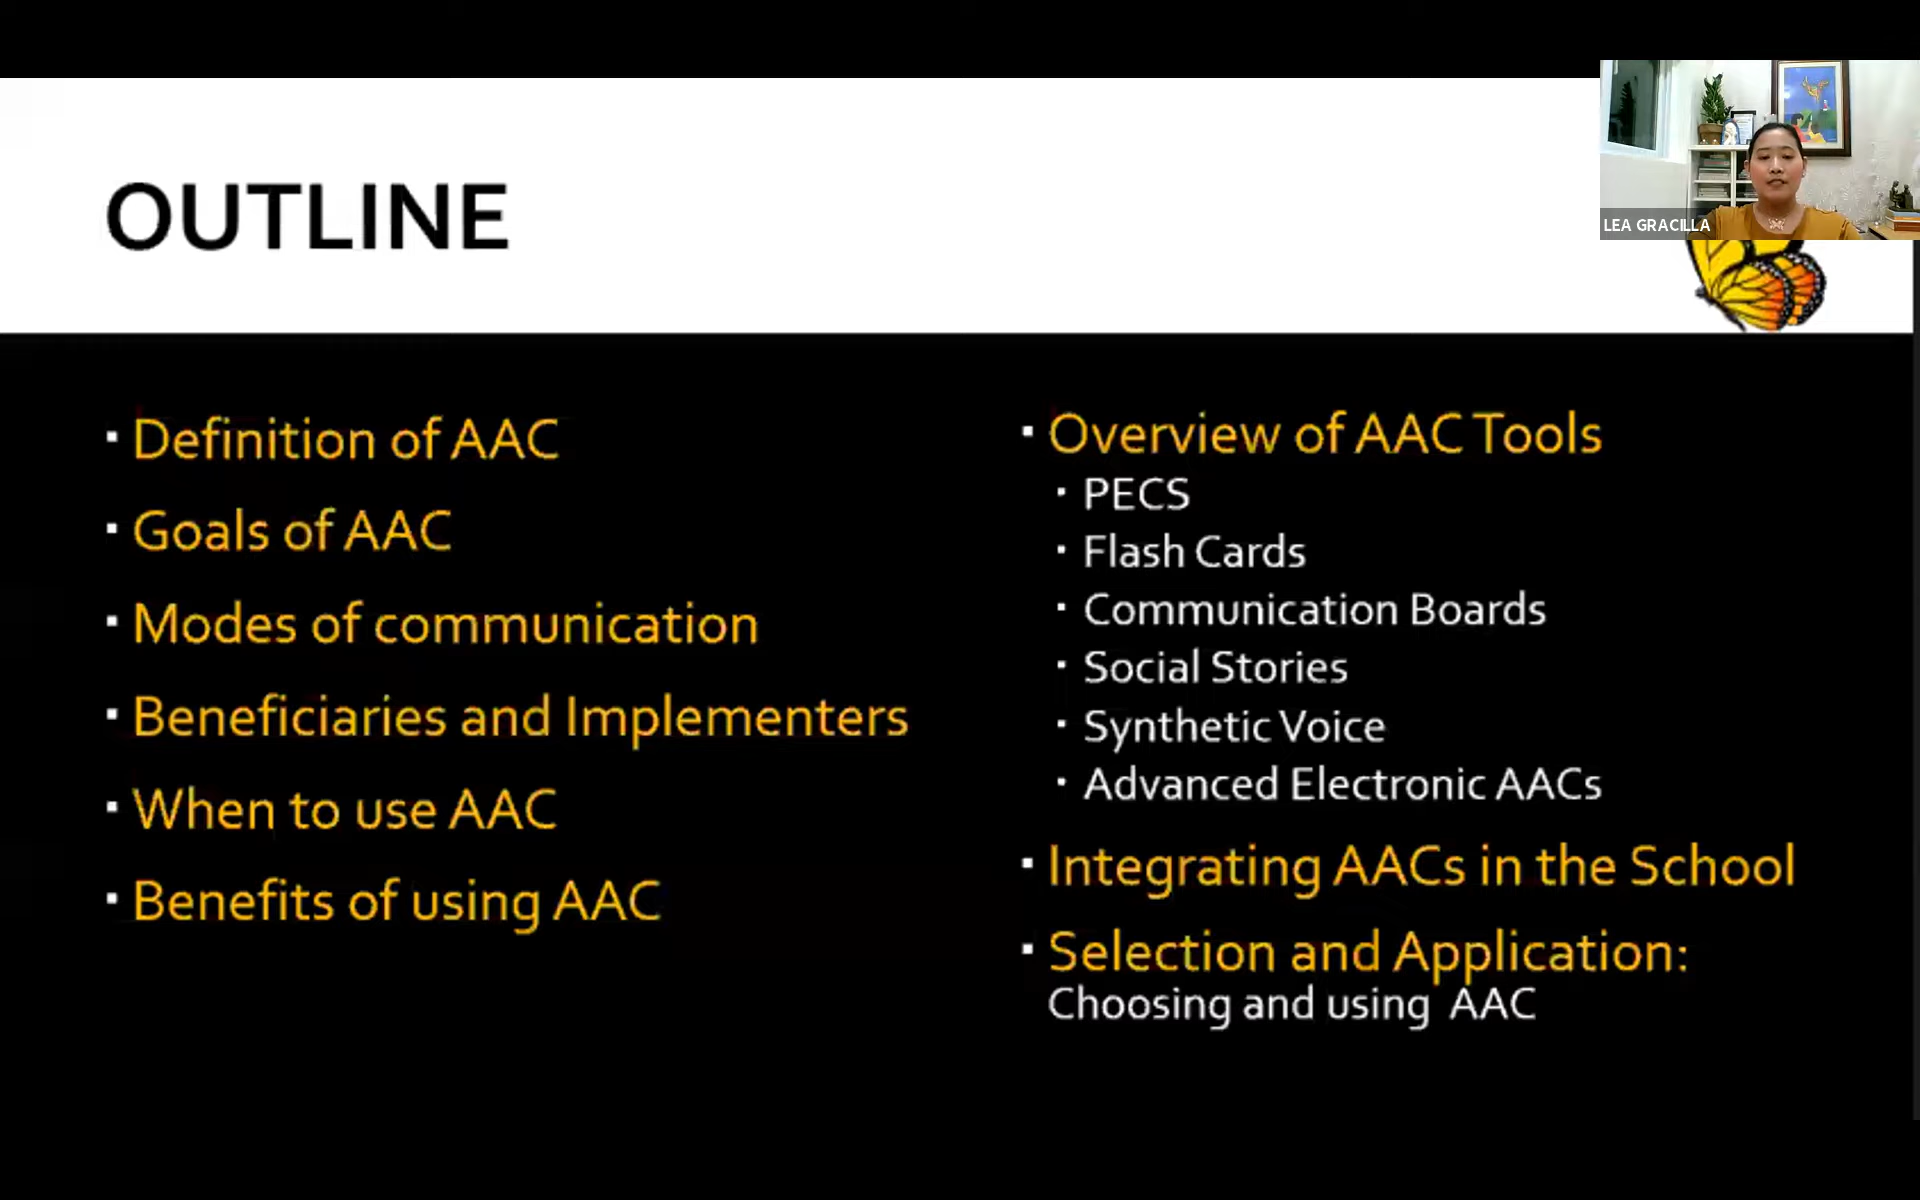 OUTLINE
LEA GRACILLA
Definition of AAC
Goals of AAC
Modes of communication
Beneficiaries and Implementers
When to use AAC
Benefits of using AAC
Overview of AAC Tools
PECS
Flash Cards
Communication Boards
Social Stories
Synthetic Voice
Advanced Electronic AACs
Integrating AACs in the School
Selection and Application:
Choosing and using AAC